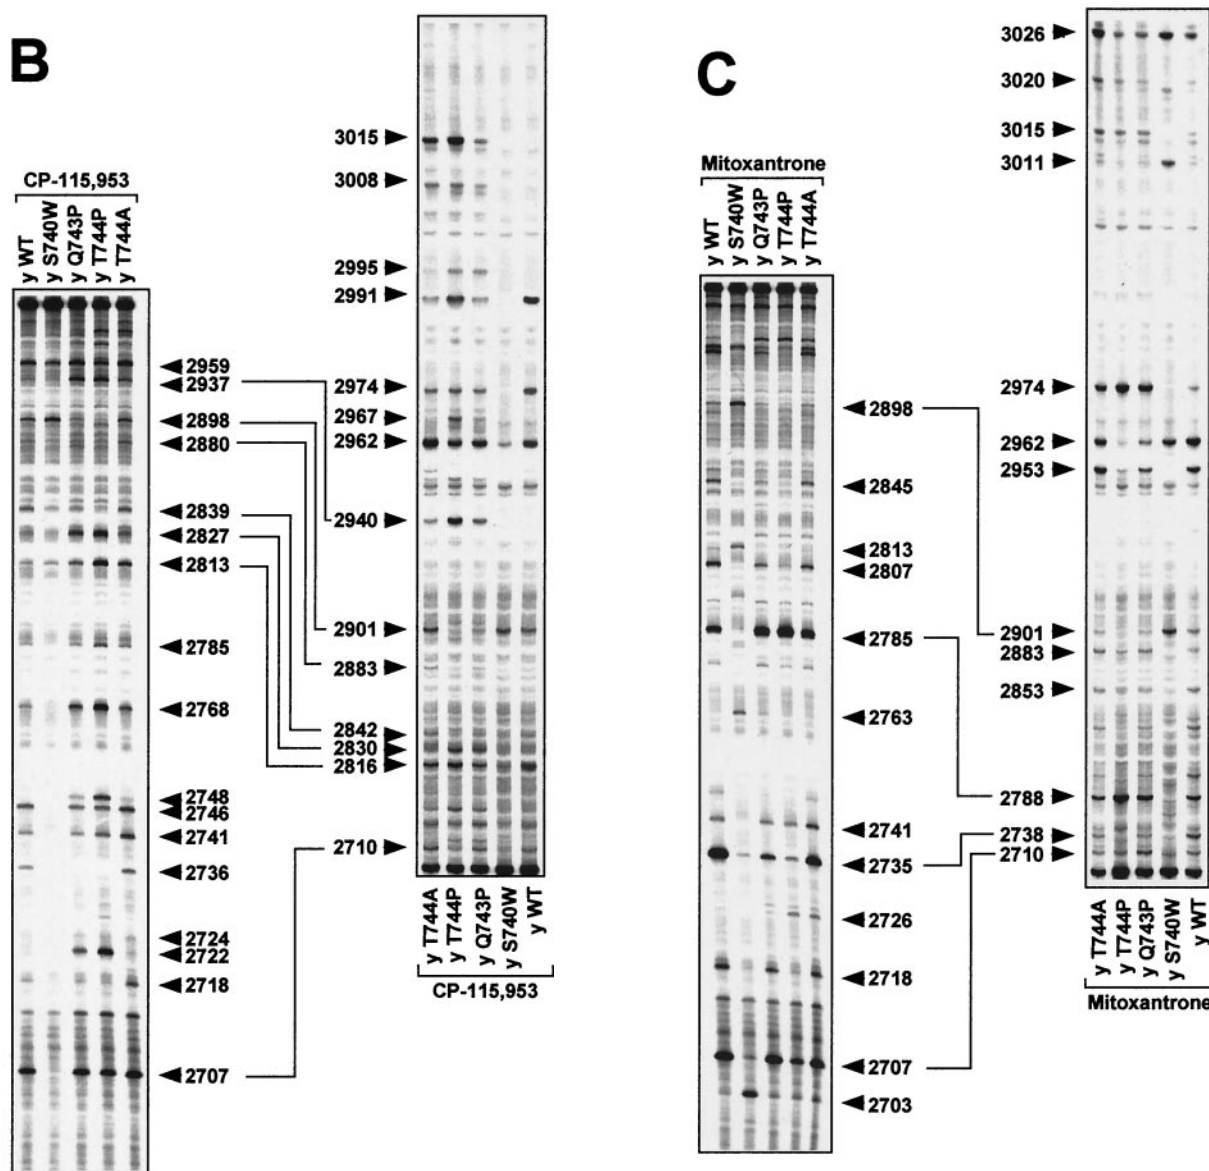 B
CP-115,953
y WT
y S740W
y Q743P
y T744P
y T744A
2959
2937
2898
2880
2839
2827
2813
2785
2768
2748
2746
2741
2736
2724
2722
2718
2707
3015
3008
2995
2991
2974
2967
2962
2940
2901
2883
2842
2830
2816
2710
y T744A
y T744P
y Q743P
y S740W
y WT
CP-115,953
C
Mitoxantrone
y WT
y S740W
y Q743P
y T744P
y T744A
2898
2845
2813
2807
2785
2763
2741
2735
2726
2718
2707
2703
3026
3020
3015
3011
2974
2962
2953
2901
2883
2853
2788
2738
2710
y T744A
y T744P
y Q743P
y S740W
y WT
Mitoxantrone